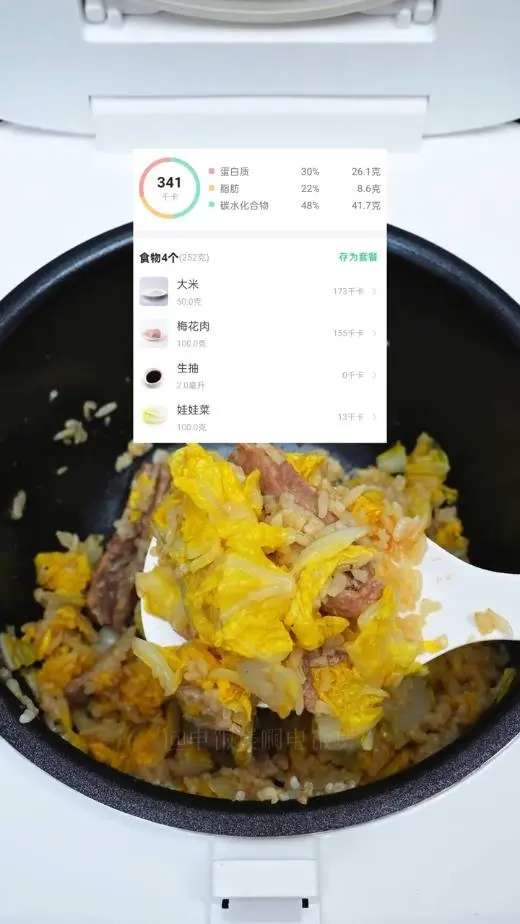 341
千卡
蛋白质 30% 26.1克
脂肪 22% 8.6克
碳水化合物 48% 41.7克
食物4个(252克) 存为套餐
大米
50.0克 173千卡
梅花肉
100.0克 155千卡
生抽
2.0毫升 0千卡
娃娃菜
100.0克 13千卡